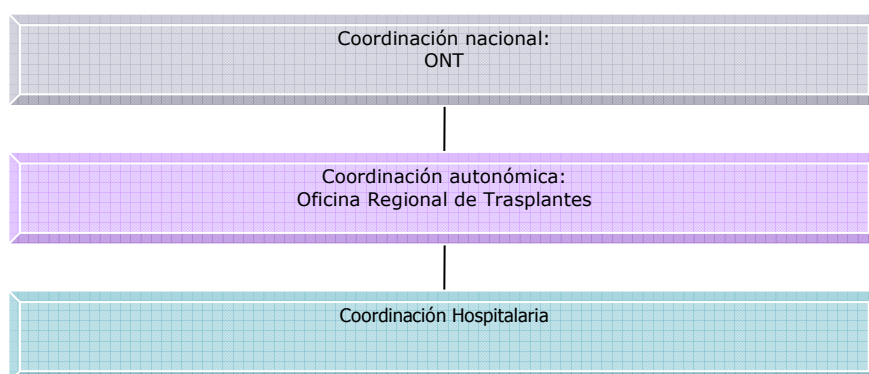 Coordinación nacional:
ONT
Coordinación autonómica:
Oficina Regional de Trasplantes
Coordinación Hospitalaria